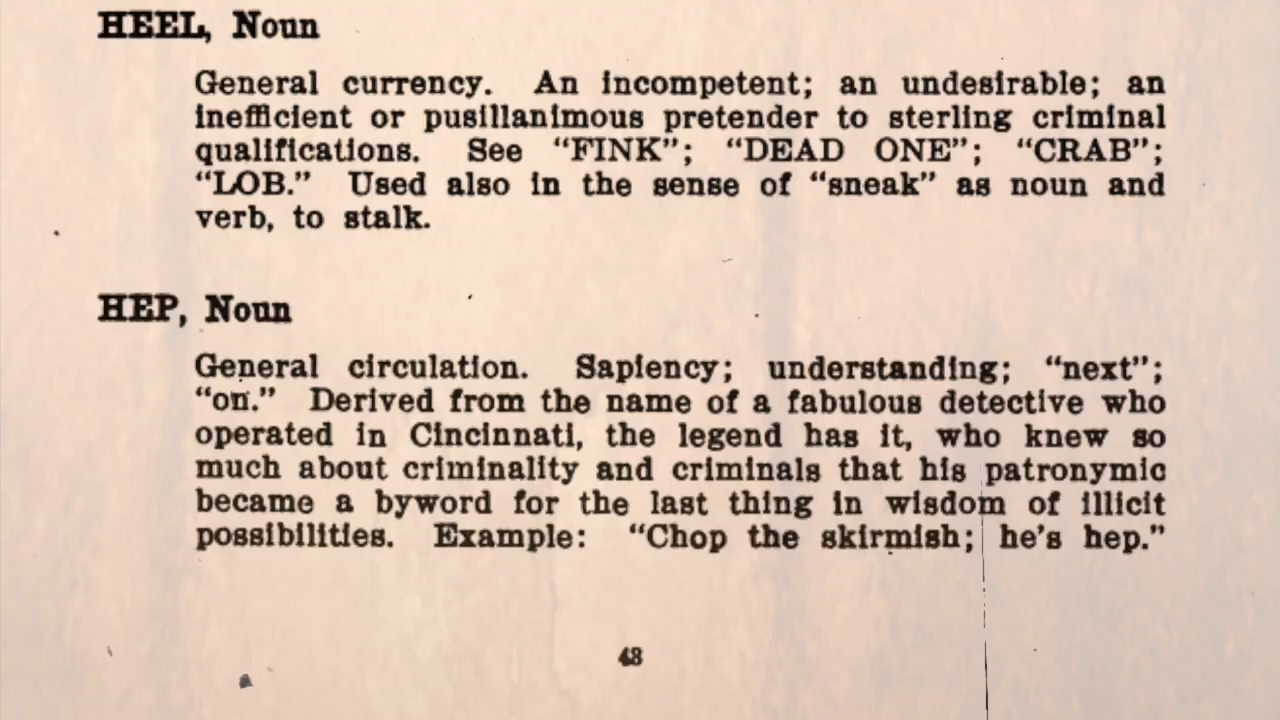 HEEL, Noun
General currency. An incompetent; an undesirable; an
inefficient or pusillanimous pretender to sterling criminal
qualifications. See “FINK”; “DEAD ONE”; “CRAB”;
“LOB.” Used also in the sense of “sneak” as noun and
verb, to stalk.
HEP, Noun
General circulation. Sapiency; understanding; “next”;
“on.” Derived from the name of a fabulous detective who
operated in Cincinnati, the legend has it, who knew so
much about criminality and criminals that his patronymic
became a byword for the last thing in wisdom of illicit
possibilities. Example: “Chop the skirmish; he’s hep.”
43